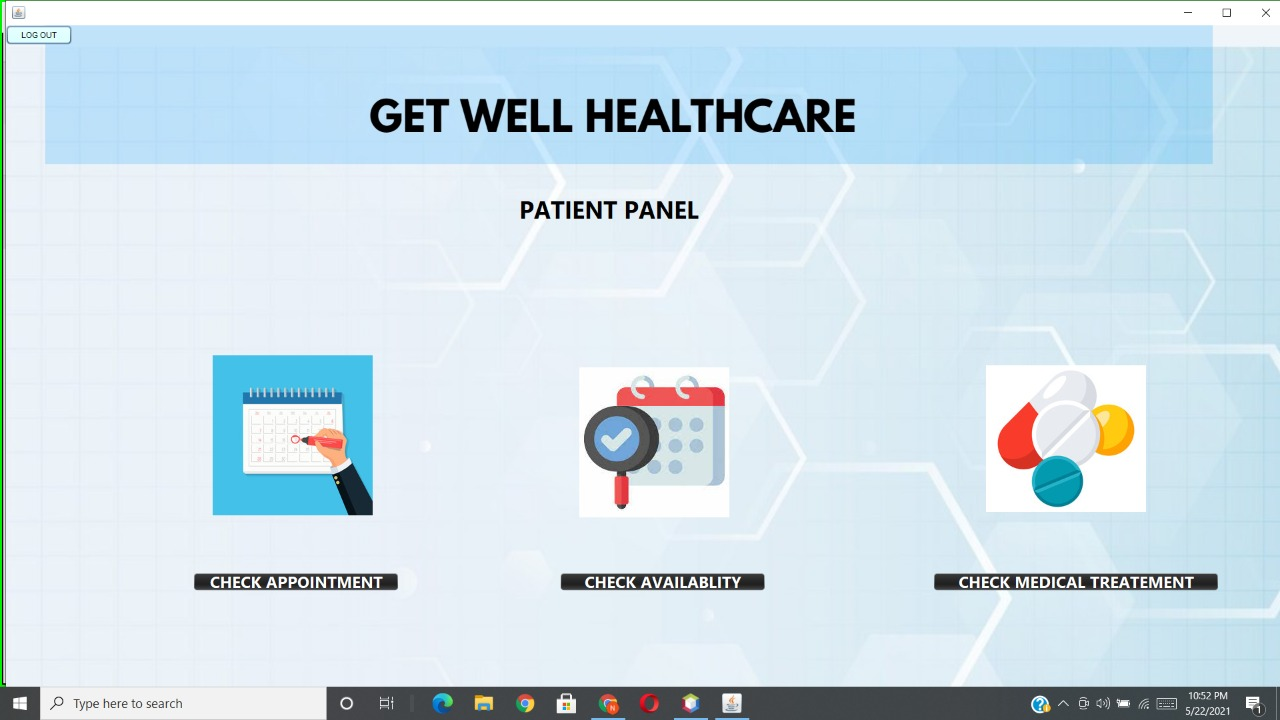 LOG OUT
GET WELL HEALTHCARE
PATIENT PANEL
CHECK APPOINTMENT
CHECK AVAILABLITY
CHECK MEDICAL TREATEMENT
Type here to search
10:52 PM
5/22/2021
1